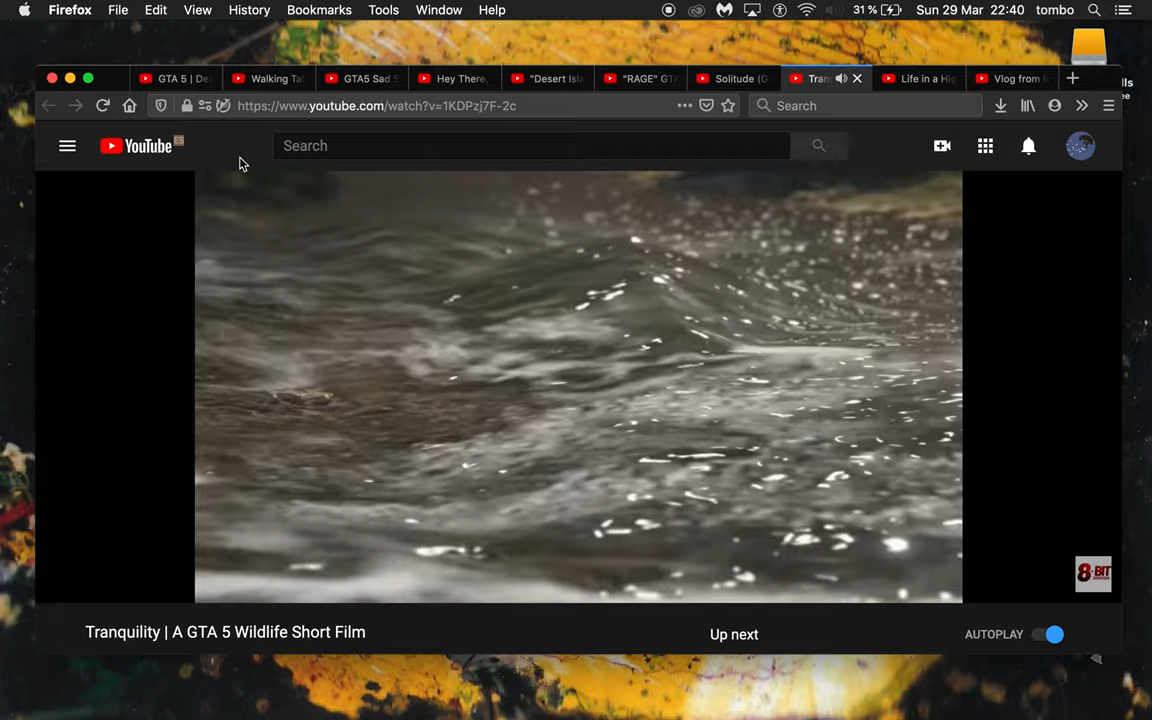 Firefox File Edit View History Bookmarks Tools Window Help 31% Sun 29 Mar 22:40 tombo
GTA 5 | De Walking Ta GTA5 Sad S Hey There, "Desert Isl "RAGE" GT Solitude (G Tran Life in a Hig Vlog from
https://www.youtube.com/watch?v=1KDPzj7F-2c Search
YouTube ES Search
8-BIT
Tranquility | A GTA 5 Wildlife Short Film Up next AUTOPLAY